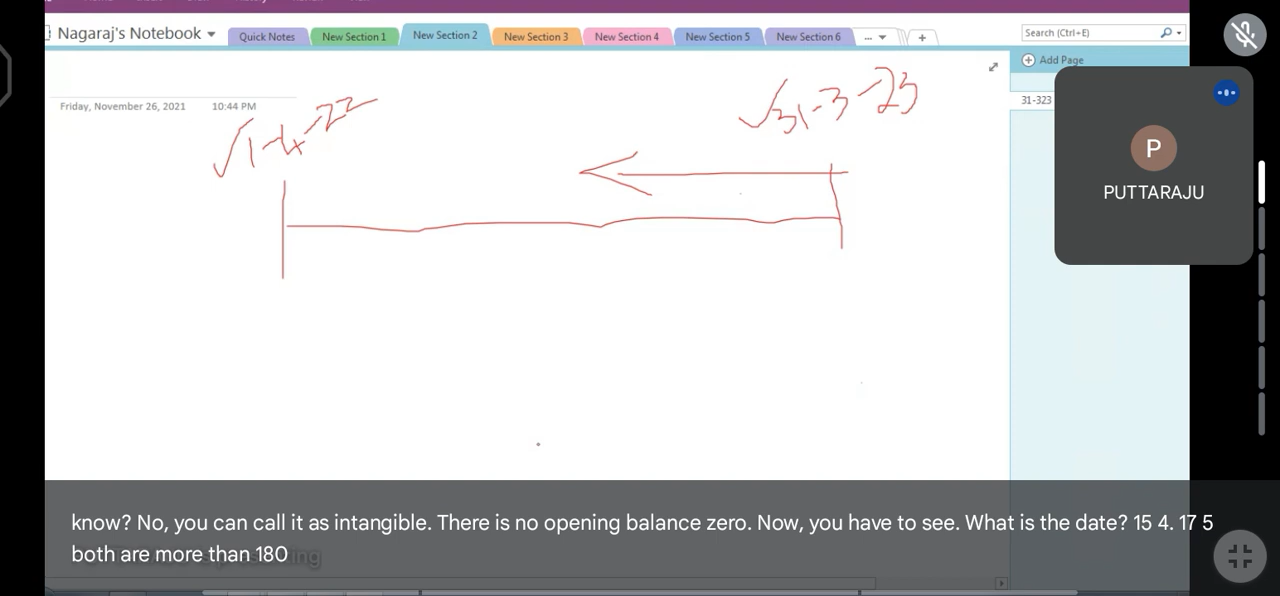 Nagaraj's Notebook
Quick Notes
New Section 1
New Section 2
New Section 3
New Section 4
New Section 5
New Section 6
...
Search (Ctrl+E)
Add Page
Friday, November 26, 2021 10:44 PM
31-323
√1-4-22
√31-3-23
P
PUTTARAJU
know? No, you can call it as intangible. There is no opening balance zero. Now, you have to see. What is the date? 15 4. 17 5
both are more than 180